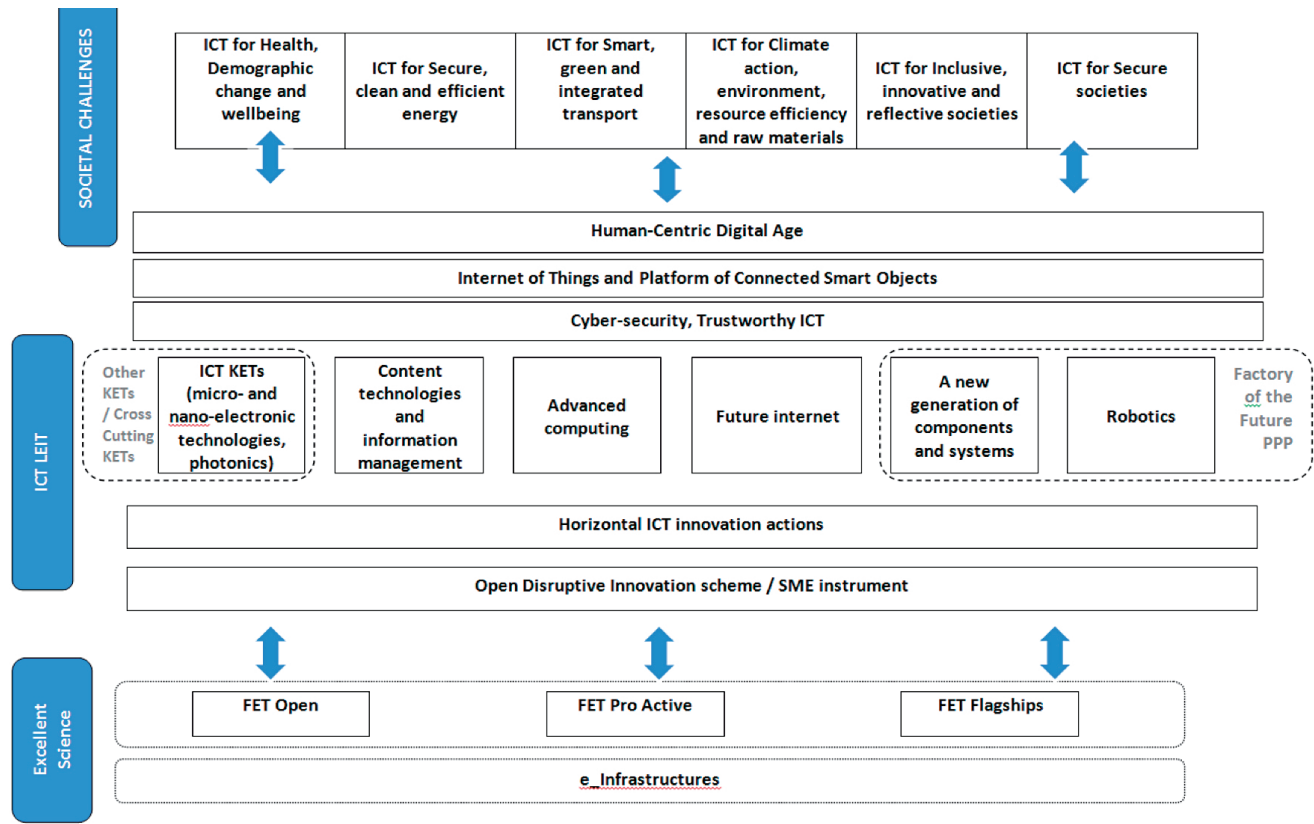 SOCIETAL CHALLENGES
ICT for Health,
Demographic
change and
wellbeing
ICT for Secure,
clean and efficient
energy
ICT for Smart,
green and
integrated
transport
ICT for Climate
action,
environment,
resource efficiency
and raw materials
ICT for Inclusive,
innovative and
reflective societies
ICT for Secure
societies
Human-Centric Digital Age
Internet of Things and Platform of Connected Smart Objects
Cyber-security, Trustworthy ICT
ICT LEIT
Other
KETs
/ Cross
Cutting
KETs
ICT KETs
(micro- and
nano-electronic
technologies,
photonics)
Content
technologies
and
information
management
Advanced
computing
Future internet
A new
generation of
components
and systems
Robotics
Factory
of the
Future
PPP
Horizontal ICT innovation actions
Open Disruptive Innovation scheme / SME instrument
Excellent
Science
FET Open
FET Pro Active
FET Flagships
e_Infrastructures